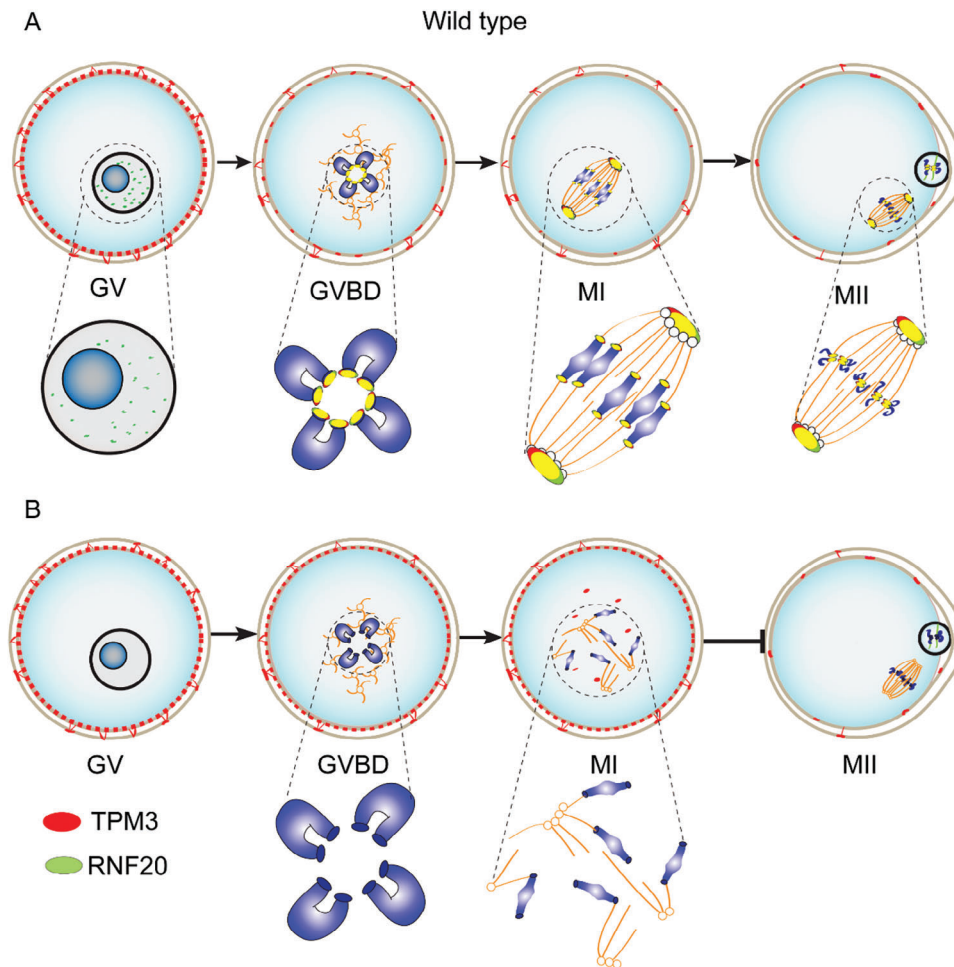 A
Wild type
GV
GVBD
MI
MII
B
GV
GVBD
MI
MII
TPM3
RNF20